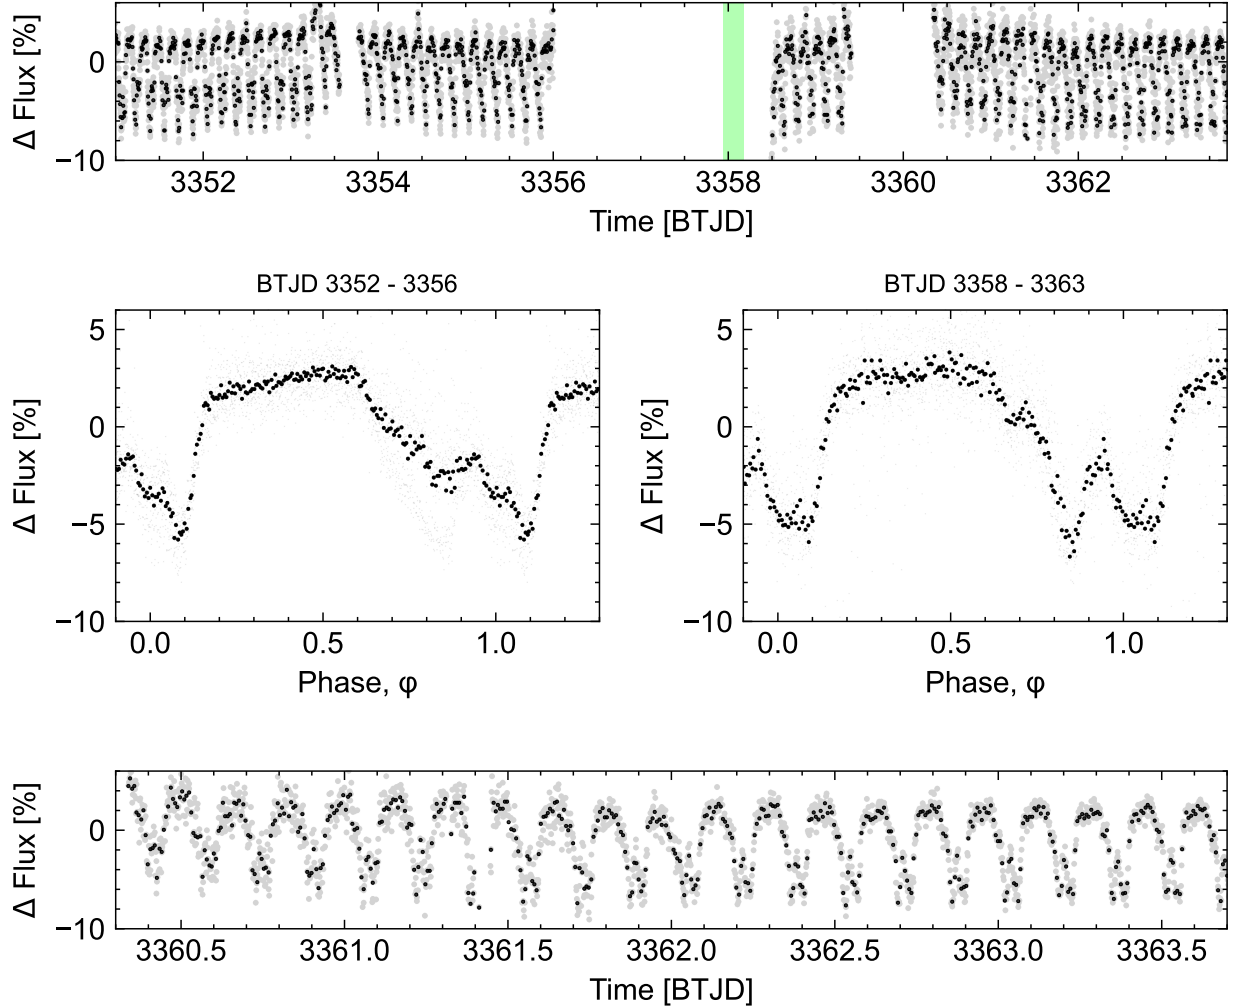 Δ Flux [%]
0
−10
3352 3354 3356 3358 3360 3362
Time [BTJD]
BTJD 3352 - 3356
BTJD 3358 - 3363
Δ Flux [%]
5
0
−5
−10
0.0 0.5 1.0
Phase, φ
Δ Flux [%]
5
0
−5
−10
0.0 0.5 1.0
Phase, φ
Δ Flux [%]
0
−10
3360.5 3361.0 3361.5 3362.0 3362.5 3363.0 3363.5
Time [BTJD]